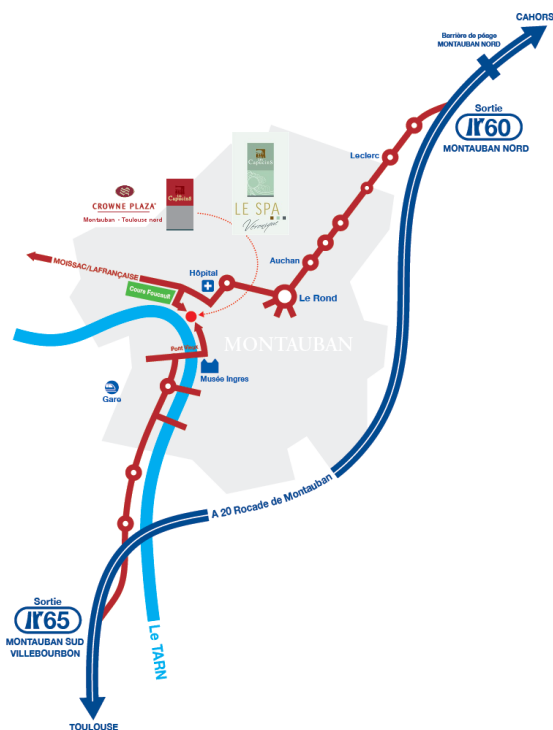 CAHORS
Barrière de péage
MONTAUBAN NORD
Sortie
N°60
MONTAUBAN NORD
Leclerc
CROWNE PLAZA
Montauban - Toulouse nord
LE SPA
MOISSAC/LAFRANÇAISE
Hôpital
Auchan
Cours Foucault
Le Rond
MONTAUBAN
Pont Vieux
Musée Ingres
Gare
A 20 Rocade de Montauban
Sortie
N°65
MONTAUBAN SUD
VILLEBOURBON
Le TARN
TOULOUSE